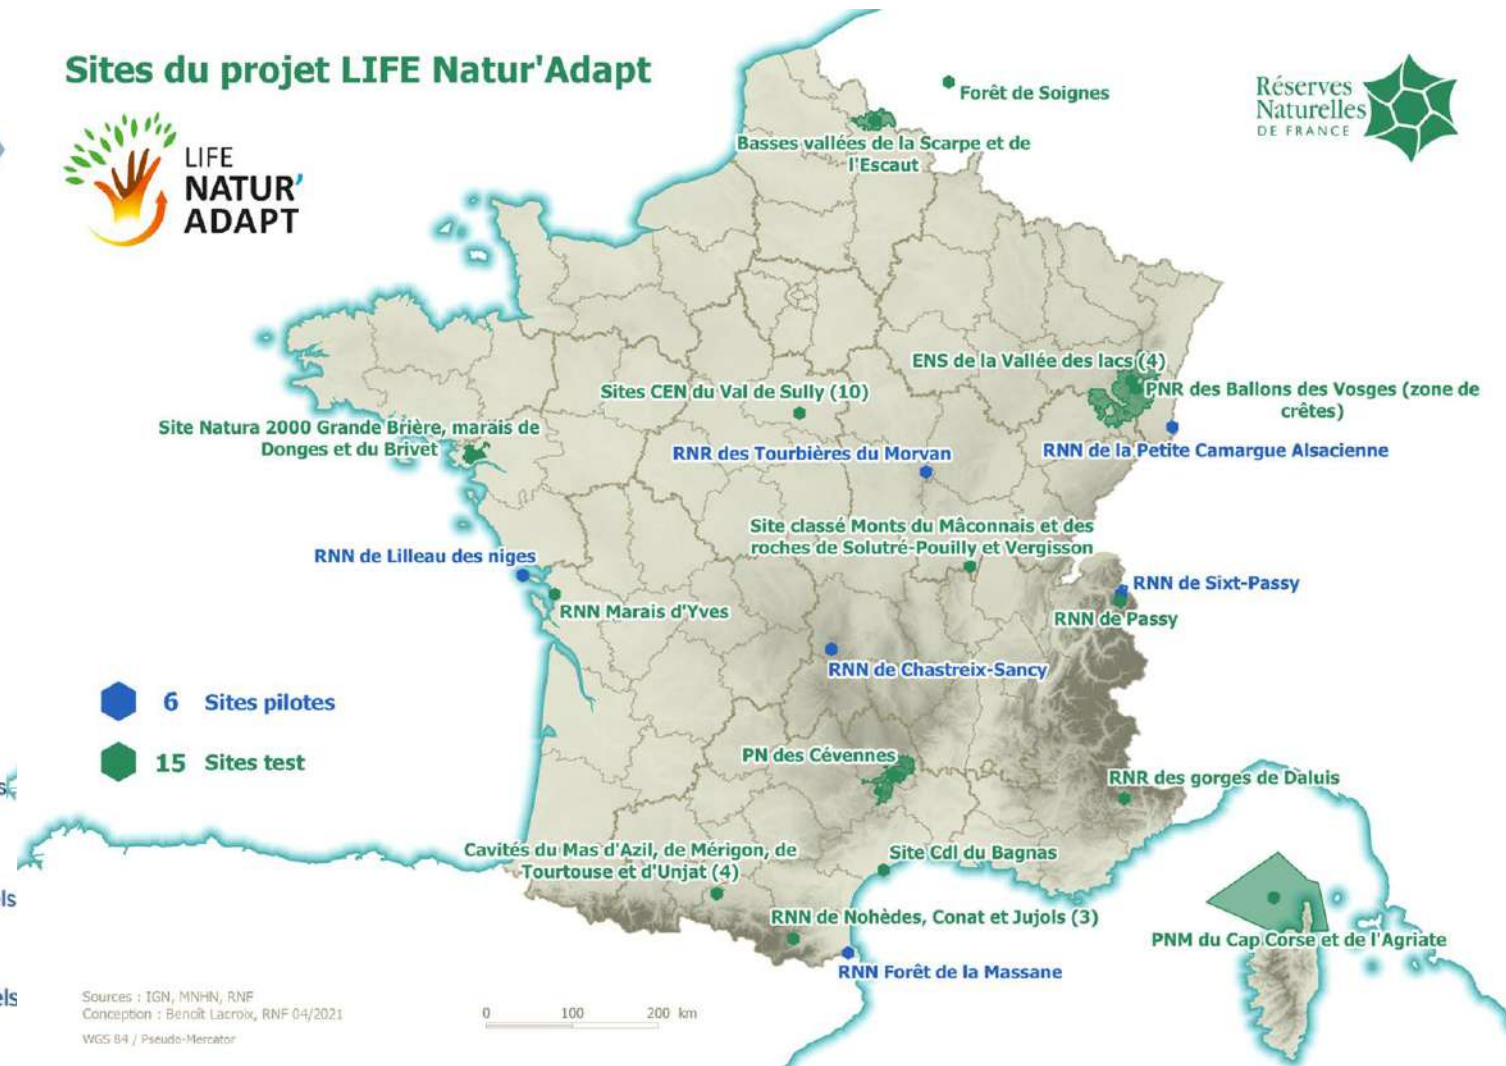 Sites du projet LIFE Natur'Adapt
LIFE
NATUR'
ADAPT
Réserves
Naturelles
DE FRANCE
Forêt de Soignes
Basses vallées de la Scarpe et de
l'Escaut
ENS de la Vallée des lacs (4)
PNR des Ballons des Vosges (zone de
crêtes)
Sites CEN du Val de Sully (10)
Site Natura 2000 Grande Brière, marais de
Donges et du Brivet
RNR des Tourbières du Morvan
RNN de la Petite Camargue Alsacienne
Site classé Monts du Mâconnais et des
roches de Solutré-Pouilly et Vergisson
RNN de Lilleau des niges
RNN de Sixt-Passy
RNN Marais d'Yves
RNN de Passy
RNN de Chastreix-Sancy
6 Sites pilotes
15 Sites test
PN des Cévennes
RNR des gorges de Daluis
Cavités du Mas d'Azil, de Mérigon, de
Tourtouse et d'Unjat (4)
Site Cdl du Bagnas
RNN de Nohèdes, Conat et Jujols (3)
PNM du Cap Corse et de l'Agriate
RNN Forêt de la Massane
Sources : IGN, MNHN, RNF
Conception : Benoît Lacroix, RNF 04/2021
WGS 84 / Pseudo-Mercator
0 100 200 km